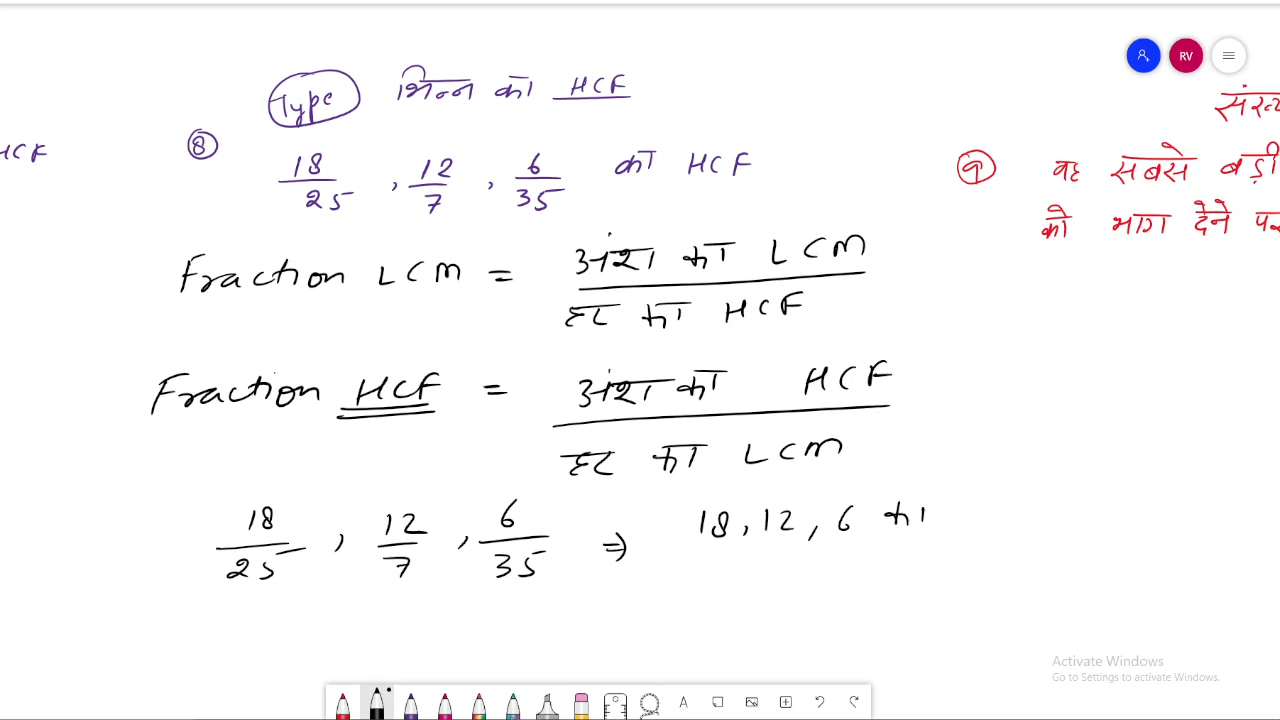 RV
Type भिन्न का HCF
HCF
8
18/25 , 12/7 , 6/35 का HCF
Fraction LCM = अंश का LCM / हर का HCF
Fraction HCF = अंश का HCF / हर का LCM
18/25 , 12/7 , 6/35 ⇒ 18, 12, 6 का
वह सबसे बड़ी
को भाग देने पर
Activate Windows
Go to Settings to activate Windows.
A